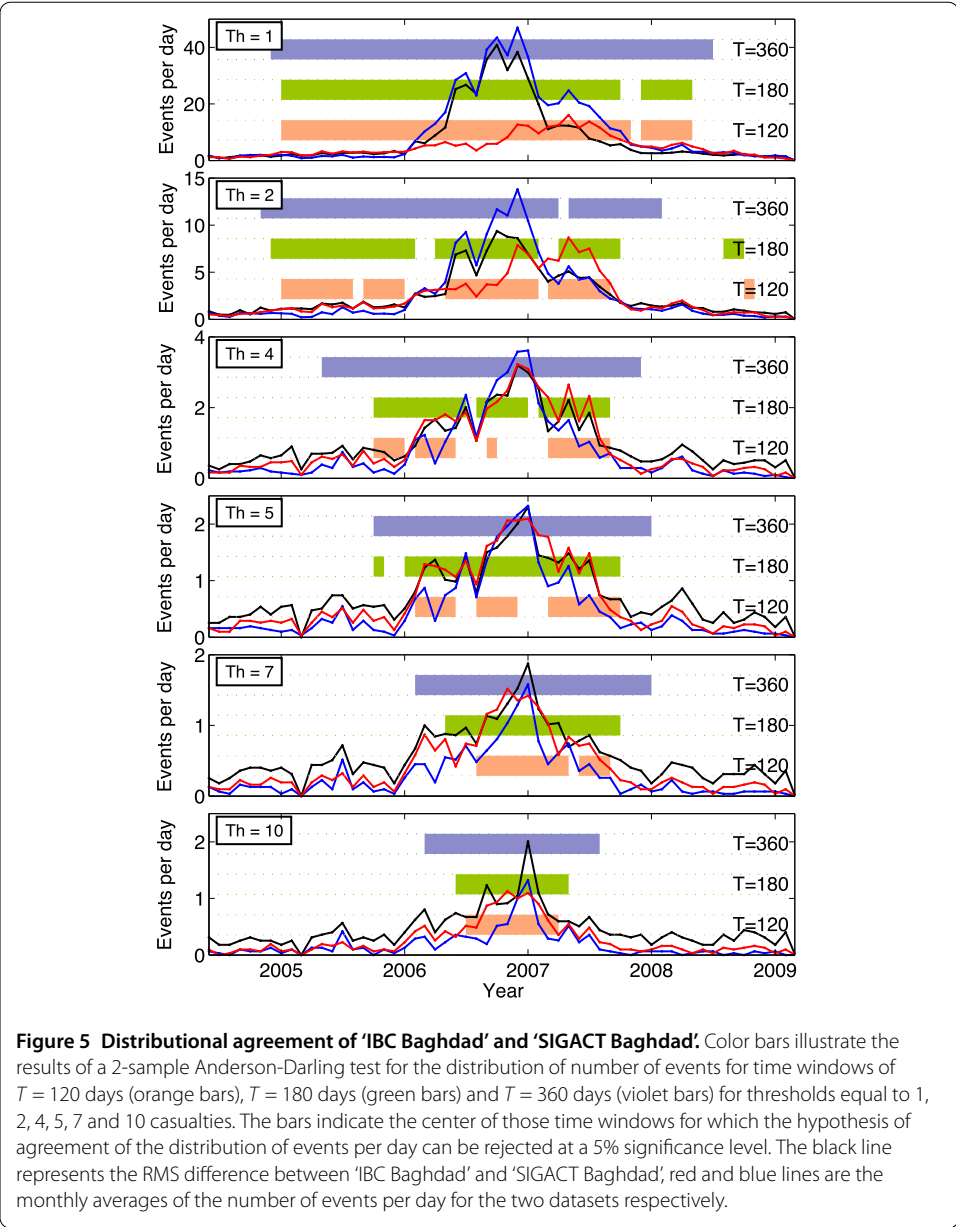 Th = 1
Events per day
40
20
0
T=360
T=180
T=120
Th = 2
Events per day
15
10
5
0
T=360
T=180
T=120
Th = 4
Events per day
4
2
0
T=360
T=180
T=120
Th = 5
Events per day
2
1
0
T=360
T=180
T=120
Th = 7
Events per day
2
1
0
T=360
T=180
T=120
Th = 10
Events per day
2
1
0
T=360
T=180
T=120
2005 2006 2007 2008 2009
Year
Figure 5 Distributional agreement of ‘IBC Baghdad’ and ‘SIGACT Baghdad’. Color bars illustrate the
results of a 2-sample Anderson-Darling test for the distribution of number of events for time windows of
T = 120 days (orange bars), T = 180 days (green bars) and T = 360 days (violet bars) for thresholds equal to 1,
2, 4, 5, 7 and 10 casualties. The bars indicate the center of those time windows for which the hypothesis of
agreement of the distribution of events per day can be rejected at a 5% significance level. The black line
represents the RMS difference between ‘IBC Baghdad’ and ‘SIGACT Baghdad’, red and blue lines are the
monthly averages of the number of events per day for the two datasets respectively.